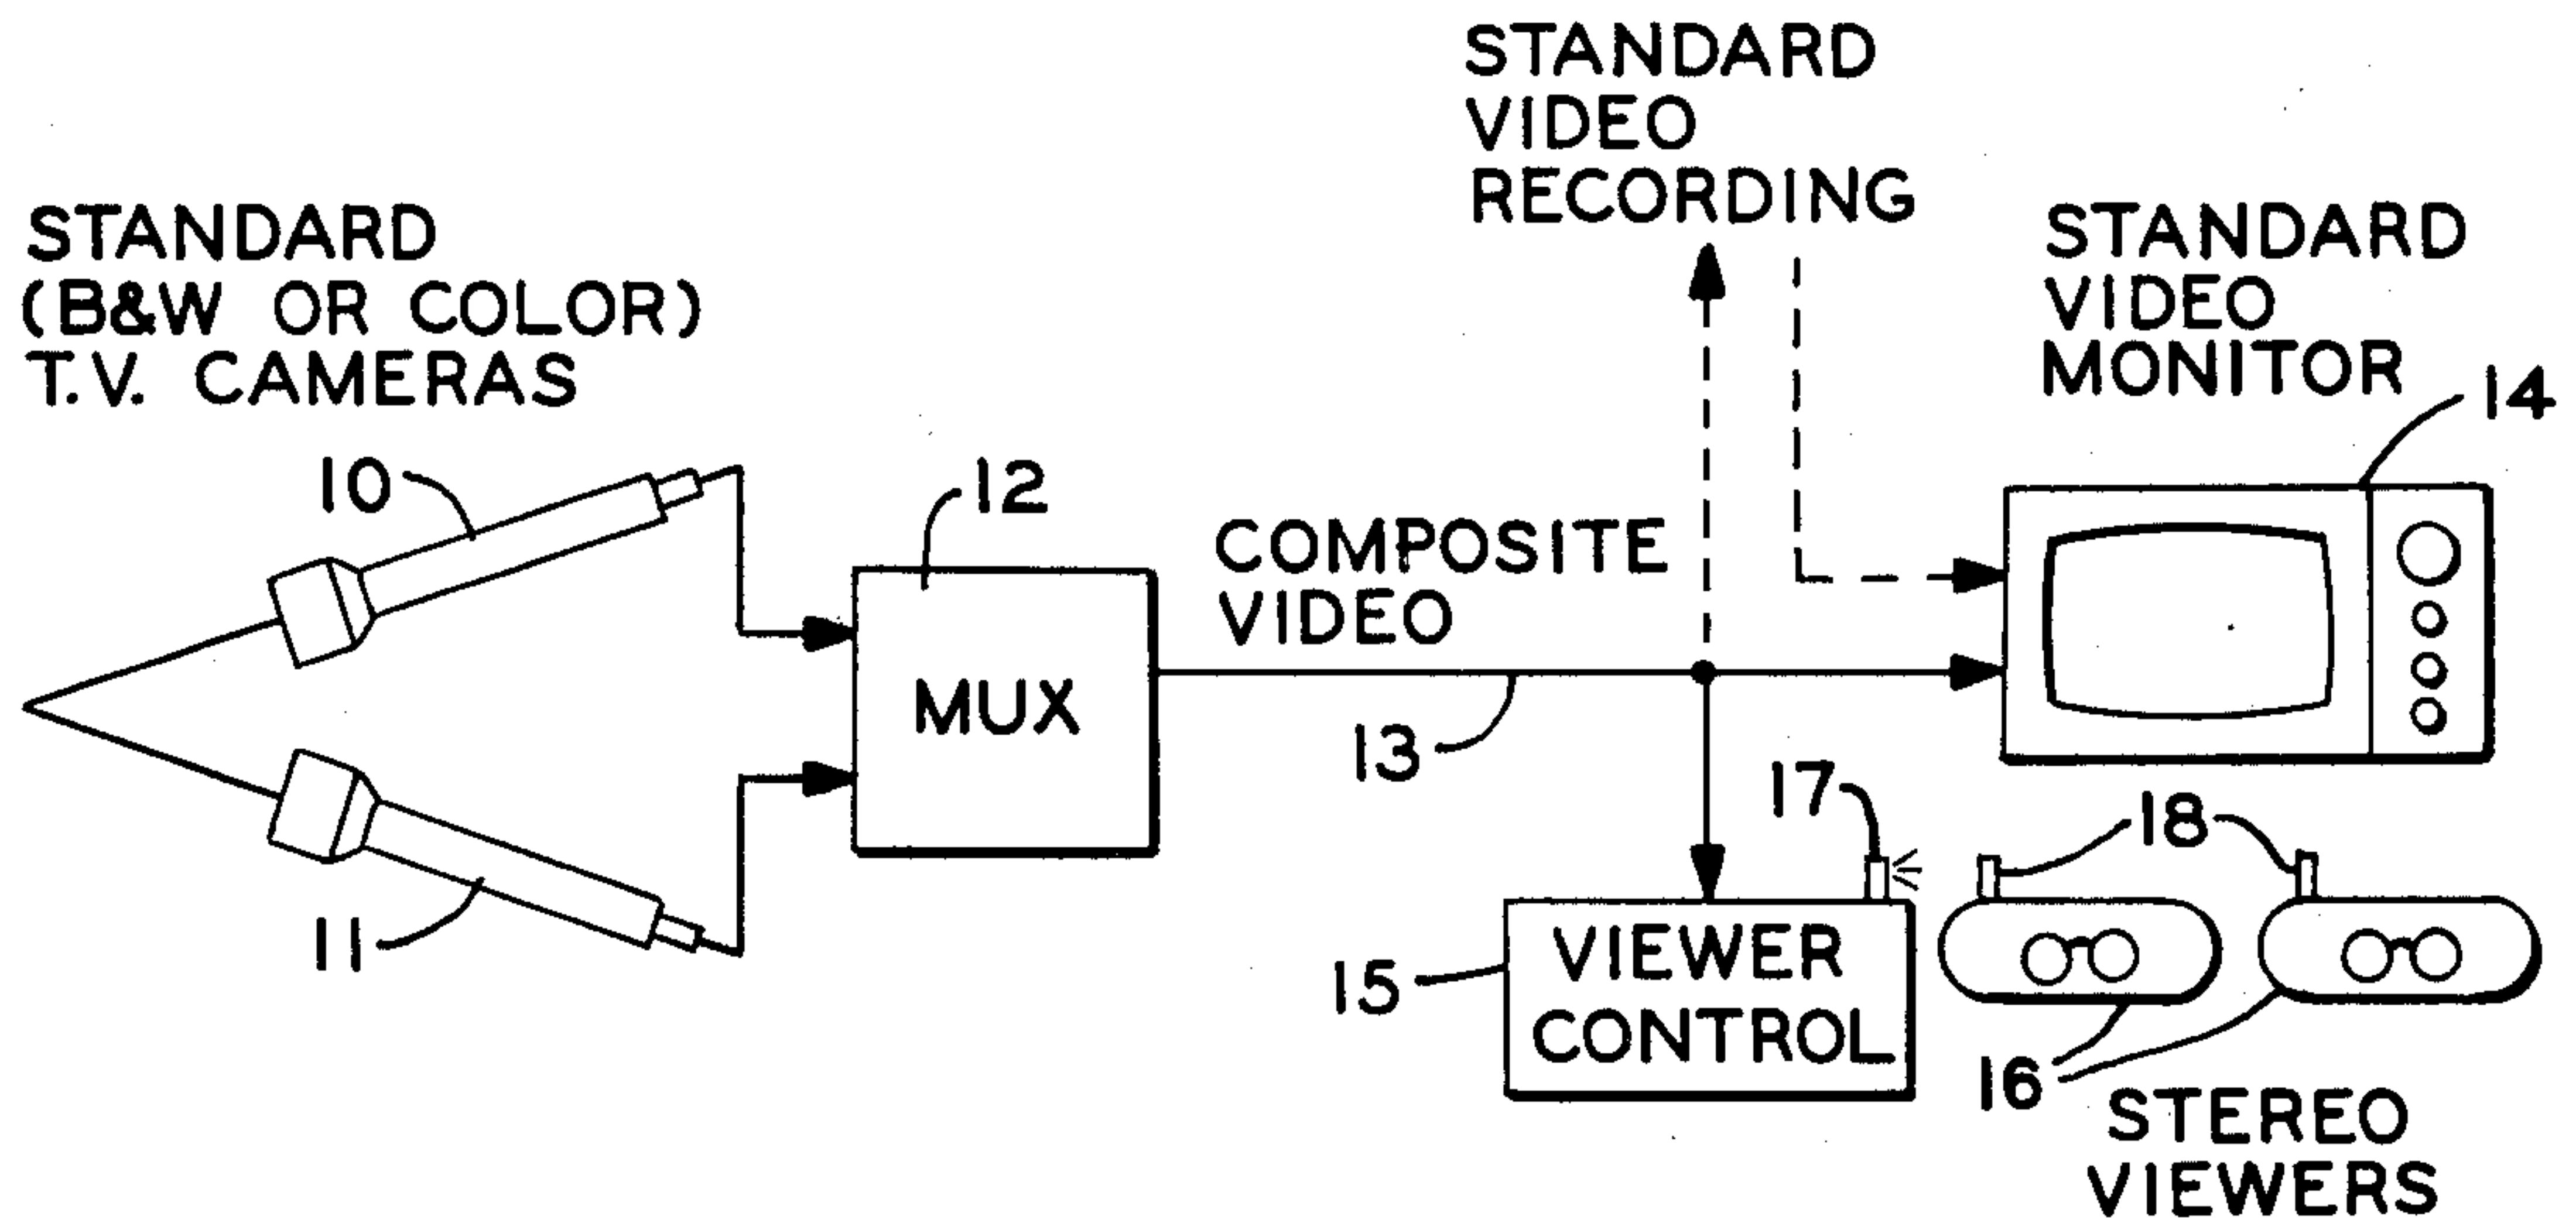 STANDARD
VIDEO
RECORDING
STANDARD
(B&W OR COLOR)
T.V. CAMERAS
STANDARD
VIDEO
MONITOR
14
10
12
COMPOSITE
VIDEO
MUX
13
17
18
11
15
VIEWER
CONTROL
16
STEREO
VIEWERS